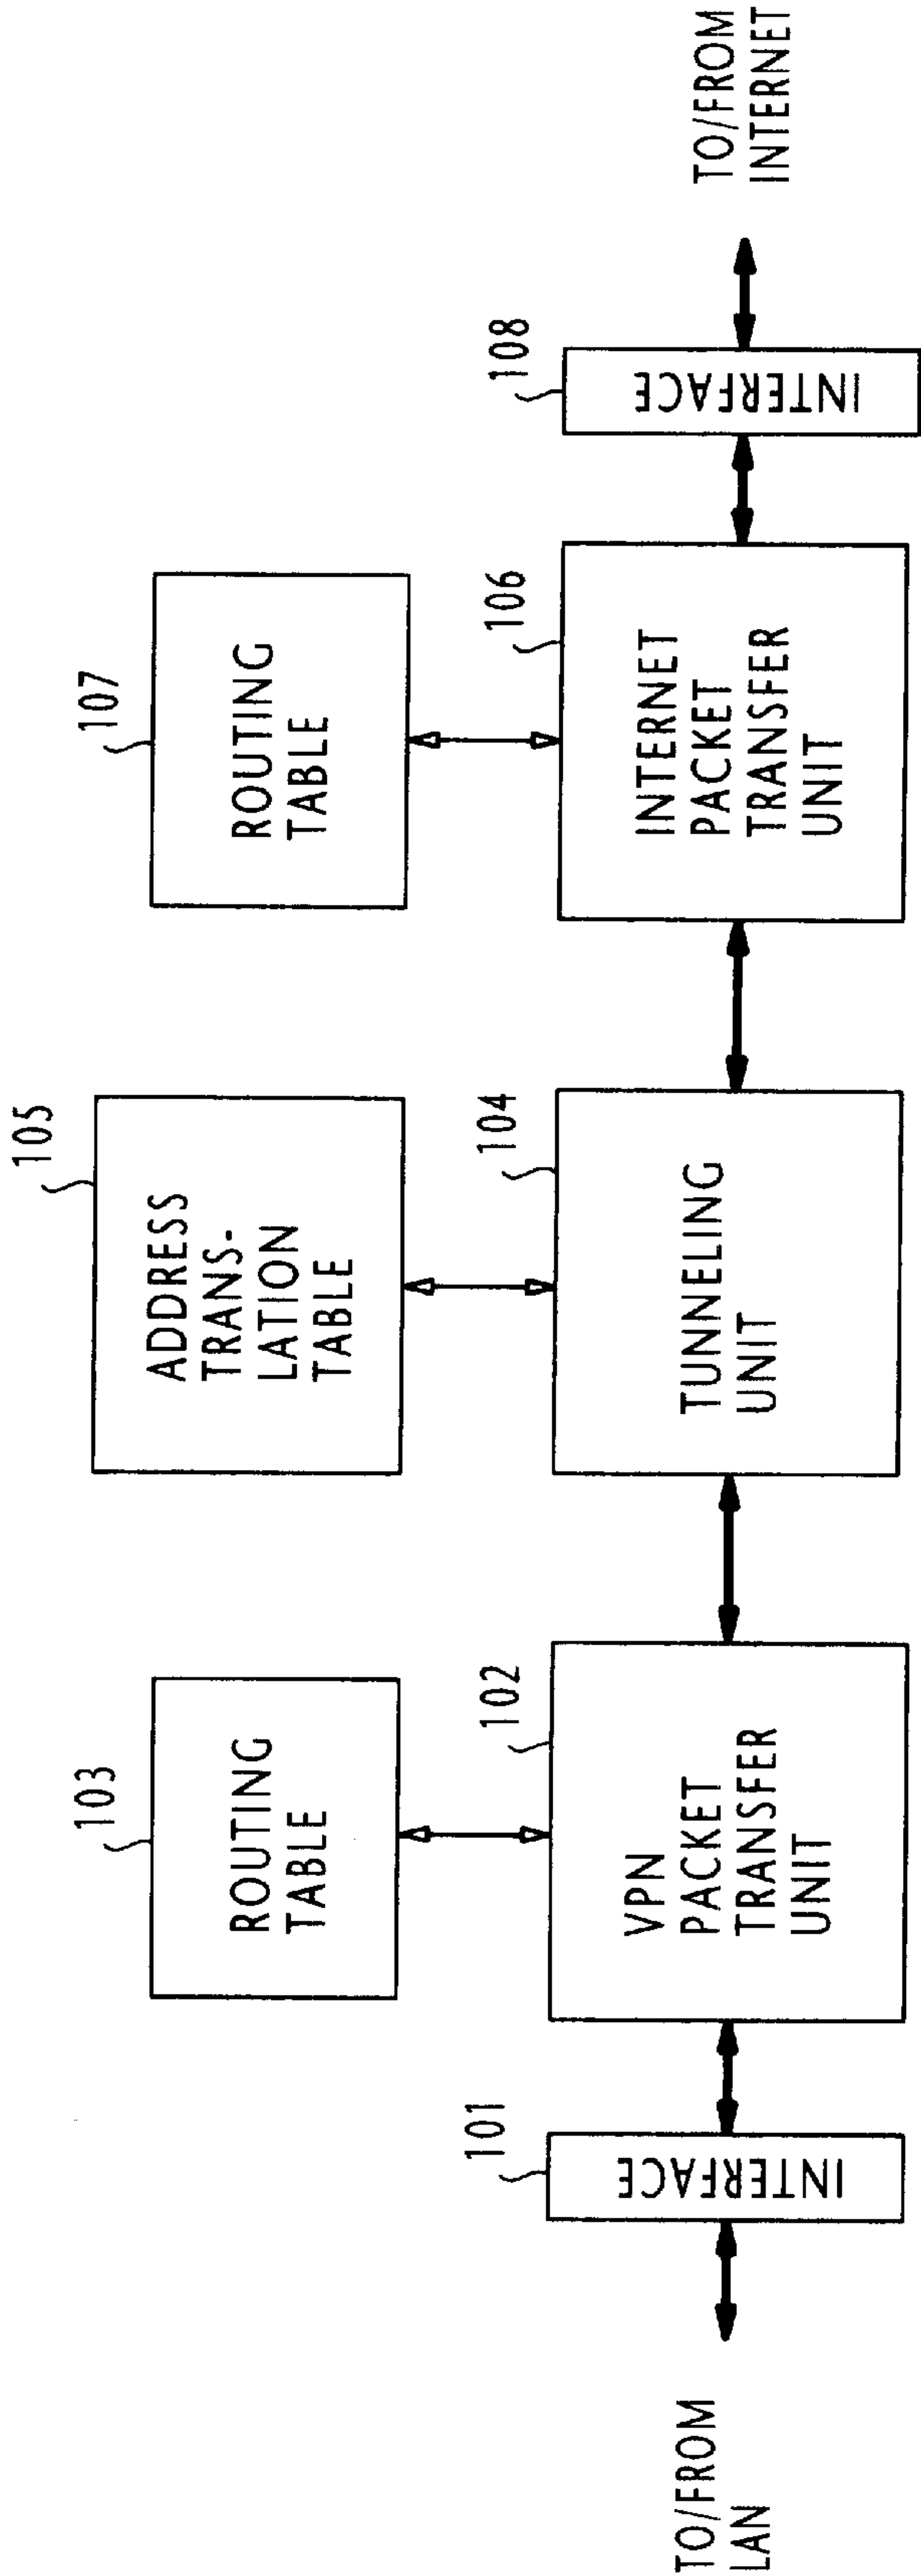 TO/FROM
LAN
101
INTERFACE
103
ROUTING
TABLE
102
VPN
PACKET
TRANSFER
UNIT
105
ADDRESS
TRANS-
LATION
TABLE
104
TUNNELING
UNIT
107
ROUTING
TABLE
106
INTERNET
PACKET
TRANSFER
UNIT
108
INTERFACE
TO/FROM
INTERNET